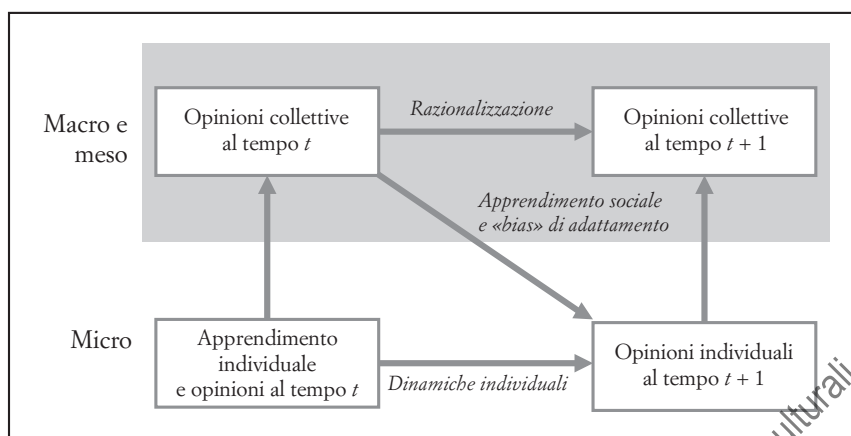 Macro e
meso
Opinioni collettive
al tempo t
Razionalizzazione
Opinioni collettive
al tempo t + 1
Apprendimento sociale
e «bias» di adattamento
Micro
Apprendimento
individuale
e opinioni al tempo t
Dinamiche individuali
Opinioni individuali
al tempo t + 1